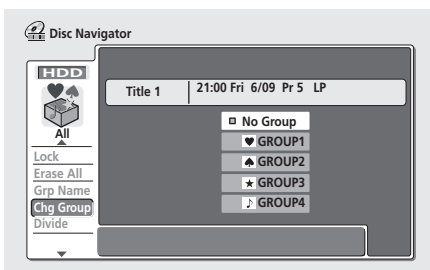 Disc Navigator
HDD
All
Lock
Erase All
Grp Name
Chg Group
Divide
Title 1 21:00 Fri 6/09 Pr 5 LP
No Group
GROUP1
GROUP2
GROUP3
GROUP4